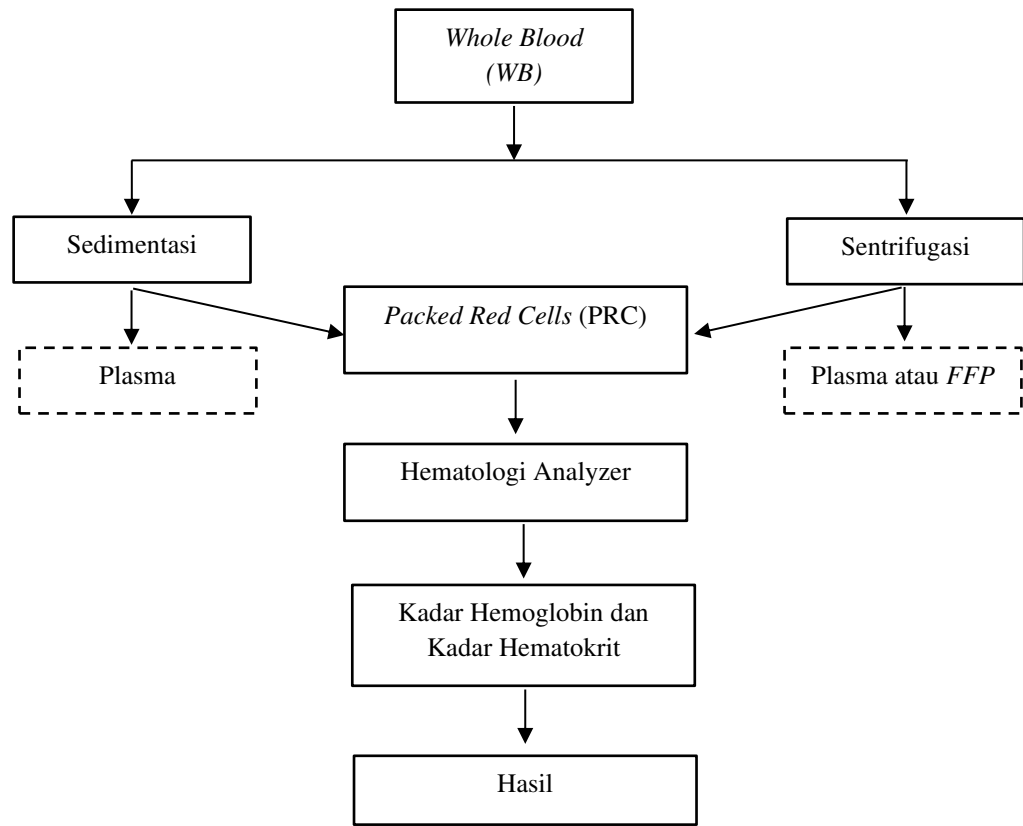 Whole Blood
(WB)
Sedimentasi
Sentrifugasi
Packed Red Cells (PRC)
Plasma
Plasma atau FFP
Hematologi Analyzer
Kadar Hemoglobin dan
Kadar Hematokrit
Hasil